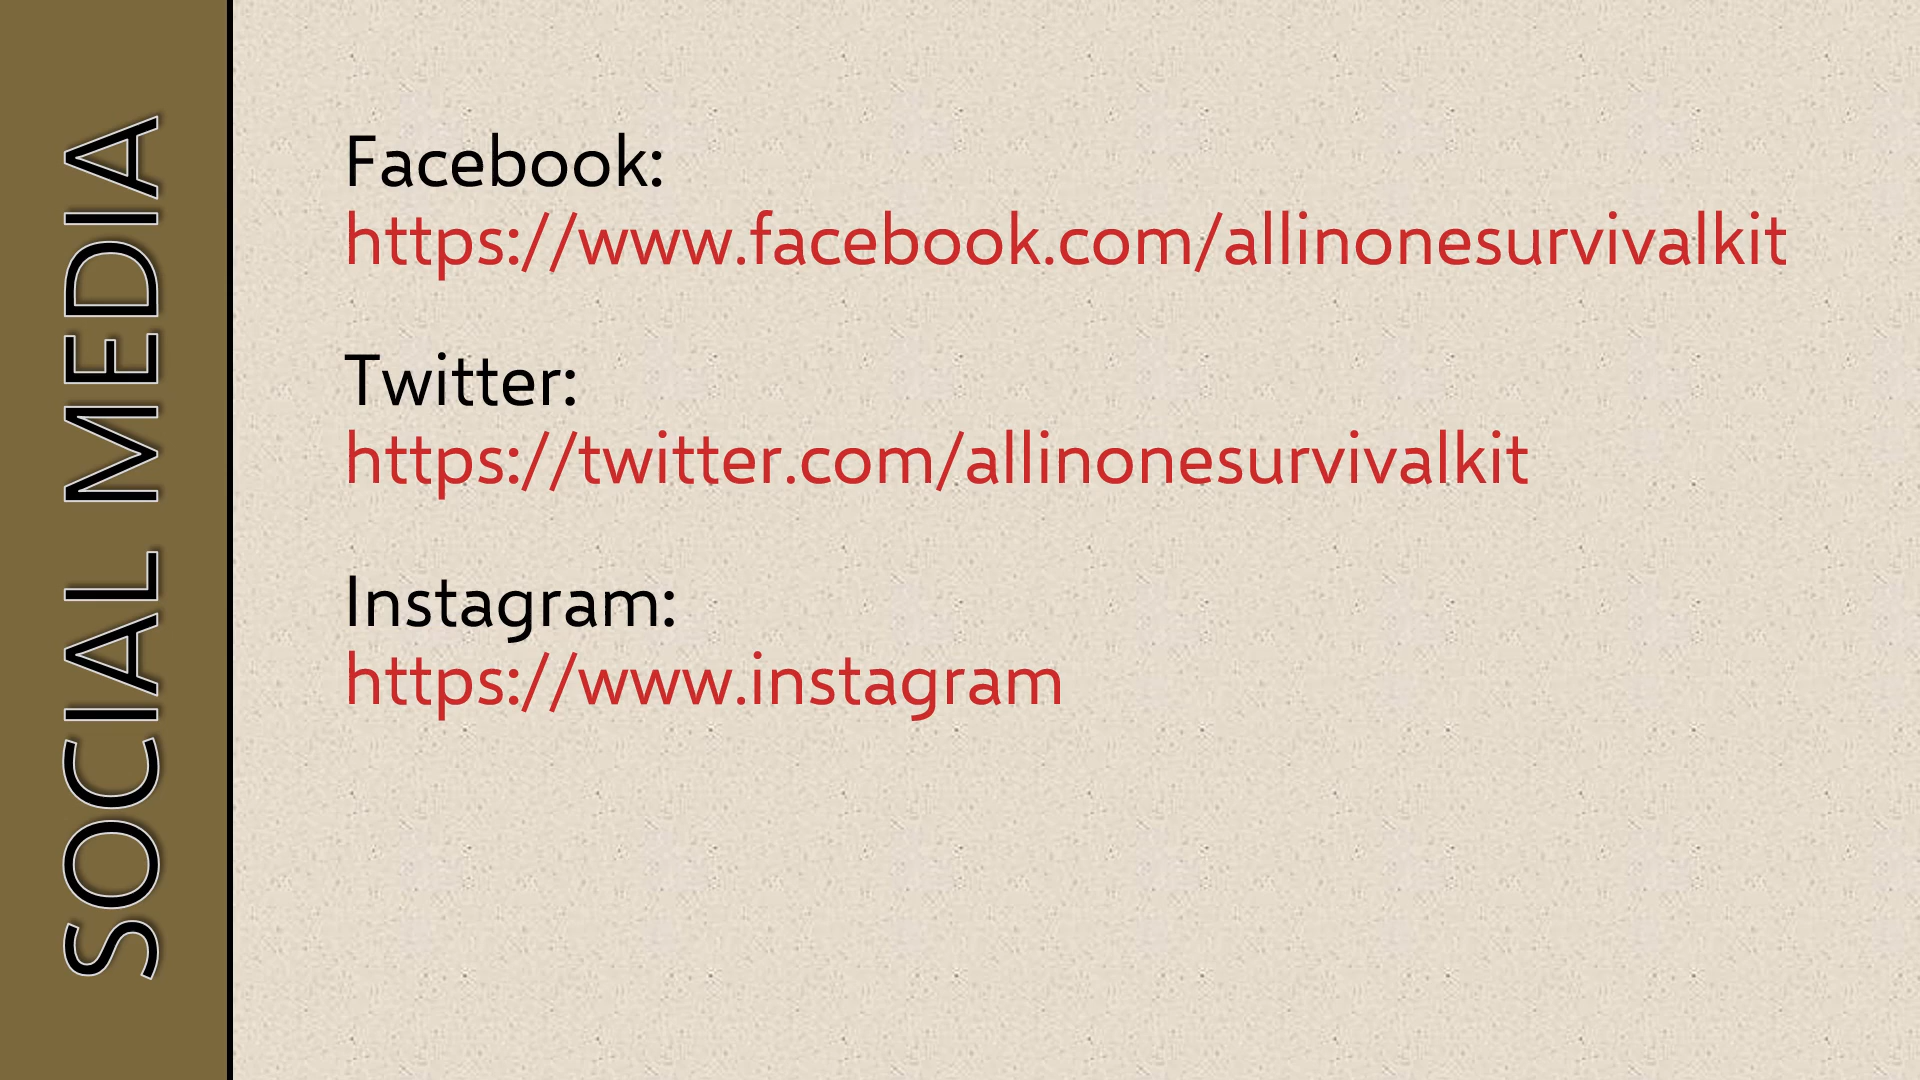 SOCIAL MEDIA
Facebook:
https://www.facebook.com/allinonesurvivalkit
Twitter:
https://twitter.com/allinonesurvivalkit
Instagram:
https://www.instagram